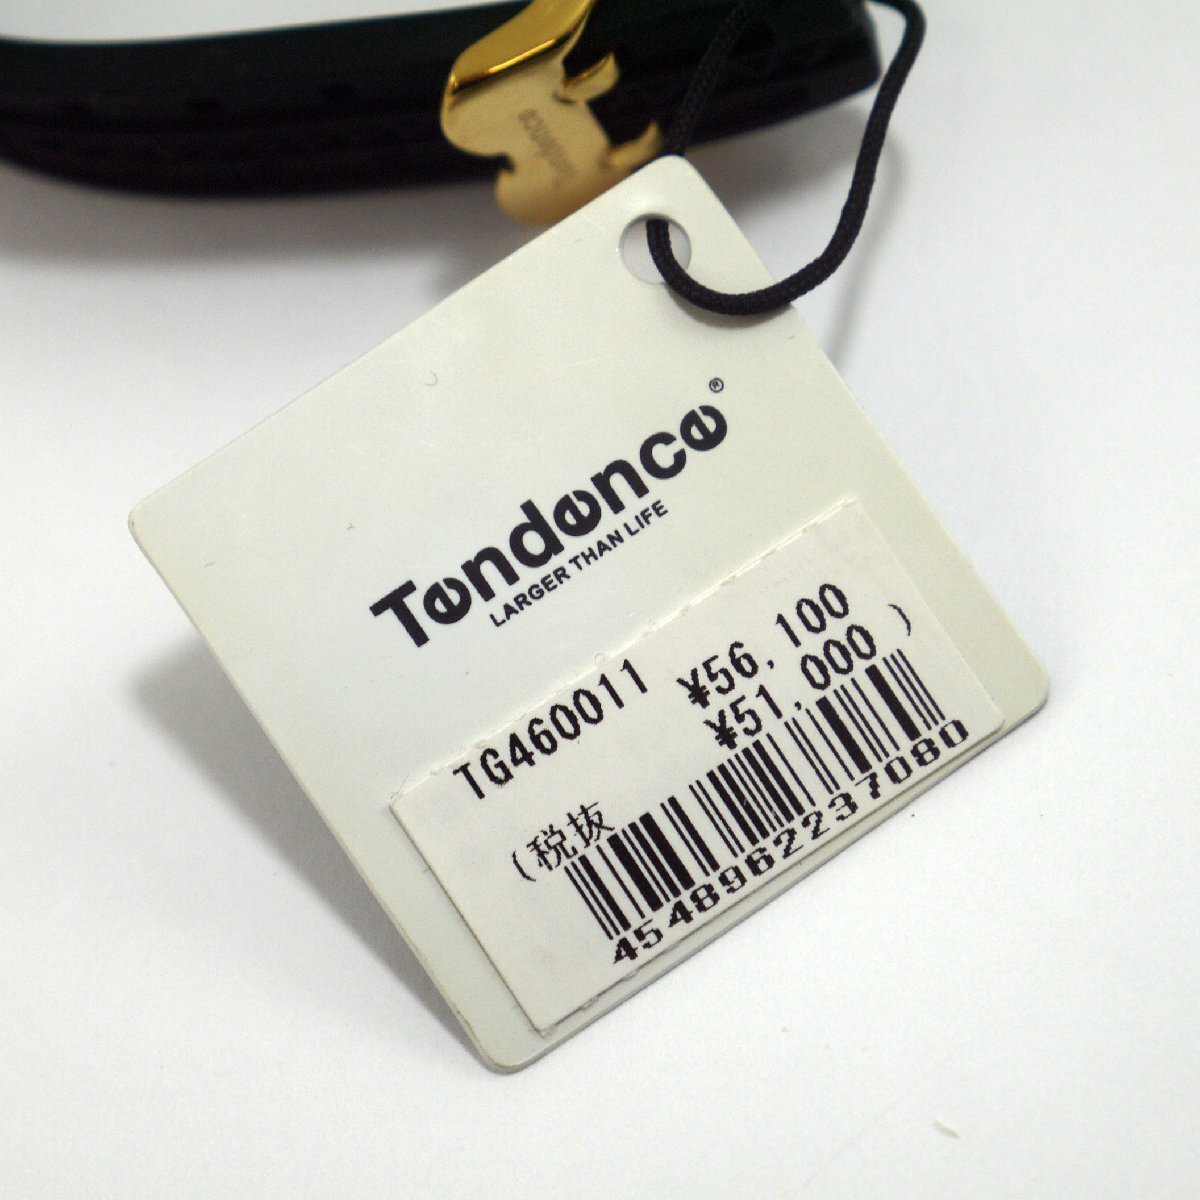 Tendence®
LARGER THAN LIFE
TG460011 ¥56,100
(税抜 ¥51,000 )
4548962237080